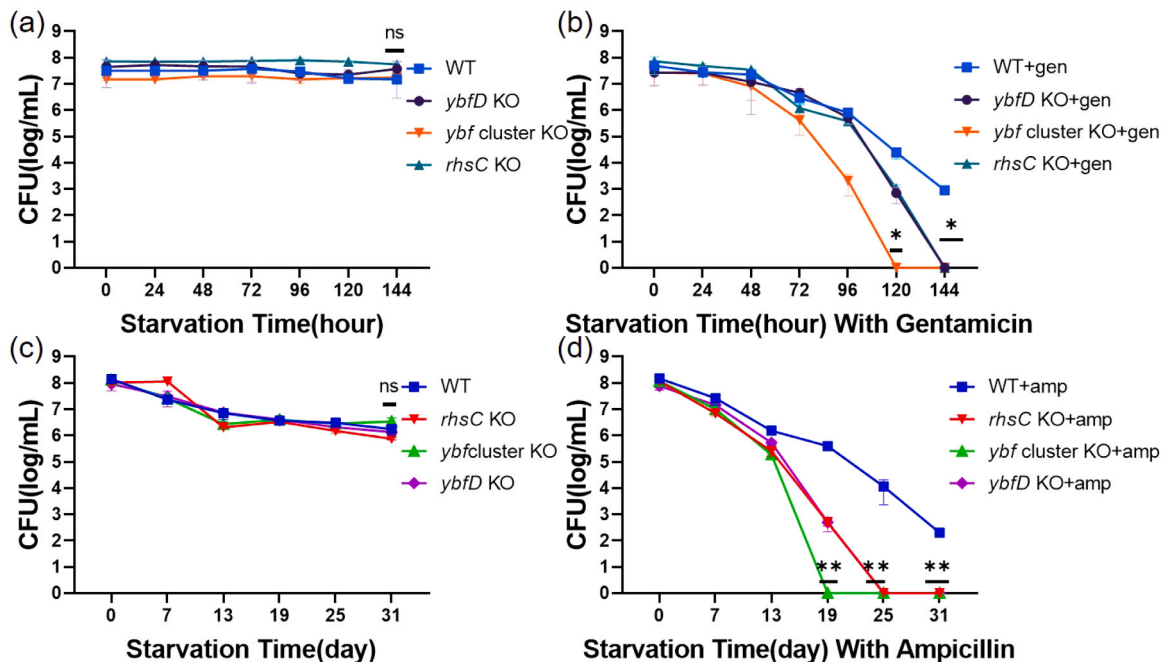 (a)
CFU(log/mL)
9
8
7
6
5
4
3
2
1
0
0 24 48 72 96 120 144
Starvation Time(hour)
ns
WT
ybfD KO
ybf cluster KO
rhsC KO
(b)
CFU(log/mL)
9
8
7
6
5
4
3
2
1
0
0 24 48 72 96 120 144
Starvation Time(hour) With Gentamicin
* *
WT+gen
ybfD KO+gen
ybf cluster KO+gen
rhsC KO+gen
(c)
CFU(log/mL)
9
8
7
6
5
4
3
2
1
0
0 7 13 19 25 31
Starvation Time(day)
ns
WT
rhsC KO
ybfcluster KO
ybfD KO
(d)
CFU(log/mL)
9
8
7
6
5
4
3
2
1
0
0 7 13 19 25 31
Starvation Time(day) With Ampicillin
** ** **
WT+amp
rhsC KO+amp
ybf cluster KO+amp
ybfD KO+amp